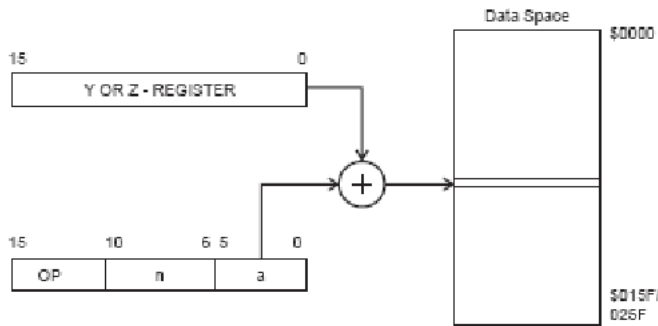 Data Space
$0000
15 0
Y OR Z - REGISTER
+
15 10 6 5 0
OP n a
$015F/
025F